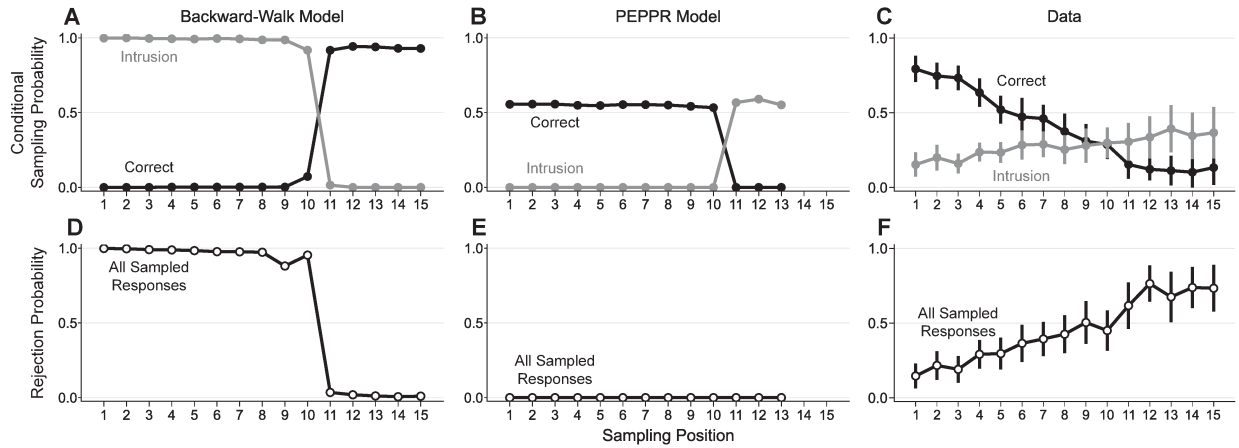 A Backward-Walk Model
B PEPPR Model
C Data
Conditional
Sampling Probability
1.0
0.5
0.0
Intrusion
Correct
1 2 3 4 5 6 7 8 9 10 11 12 13 14 15
1.0
0.5
0.0
Correct
Intrusion
1 2 3 4 5 6 7 8 9 10 11 12 13 14 15
1.0
0.5
0.0
Correct
Intrusion
1 2 3 4 5 6 7 8 9 10 11 12 13 14 15
D
E
F
Rejection Probability
1.0
0.5
0.0
All Sampled
Responses
1 2 3 4 5 6 7 8 9 10 11 12 13 14 15
1.0
0.5
0.0
All Sampled
Responses
1 2 3 4 5 6 7 8 9 10 11 12 13 14 15
Sampling Position
1.0
0.5
0.0
All Sampled
Responses
1 2 3 4 5 6 7 8 9 10 11 12 13 14 15